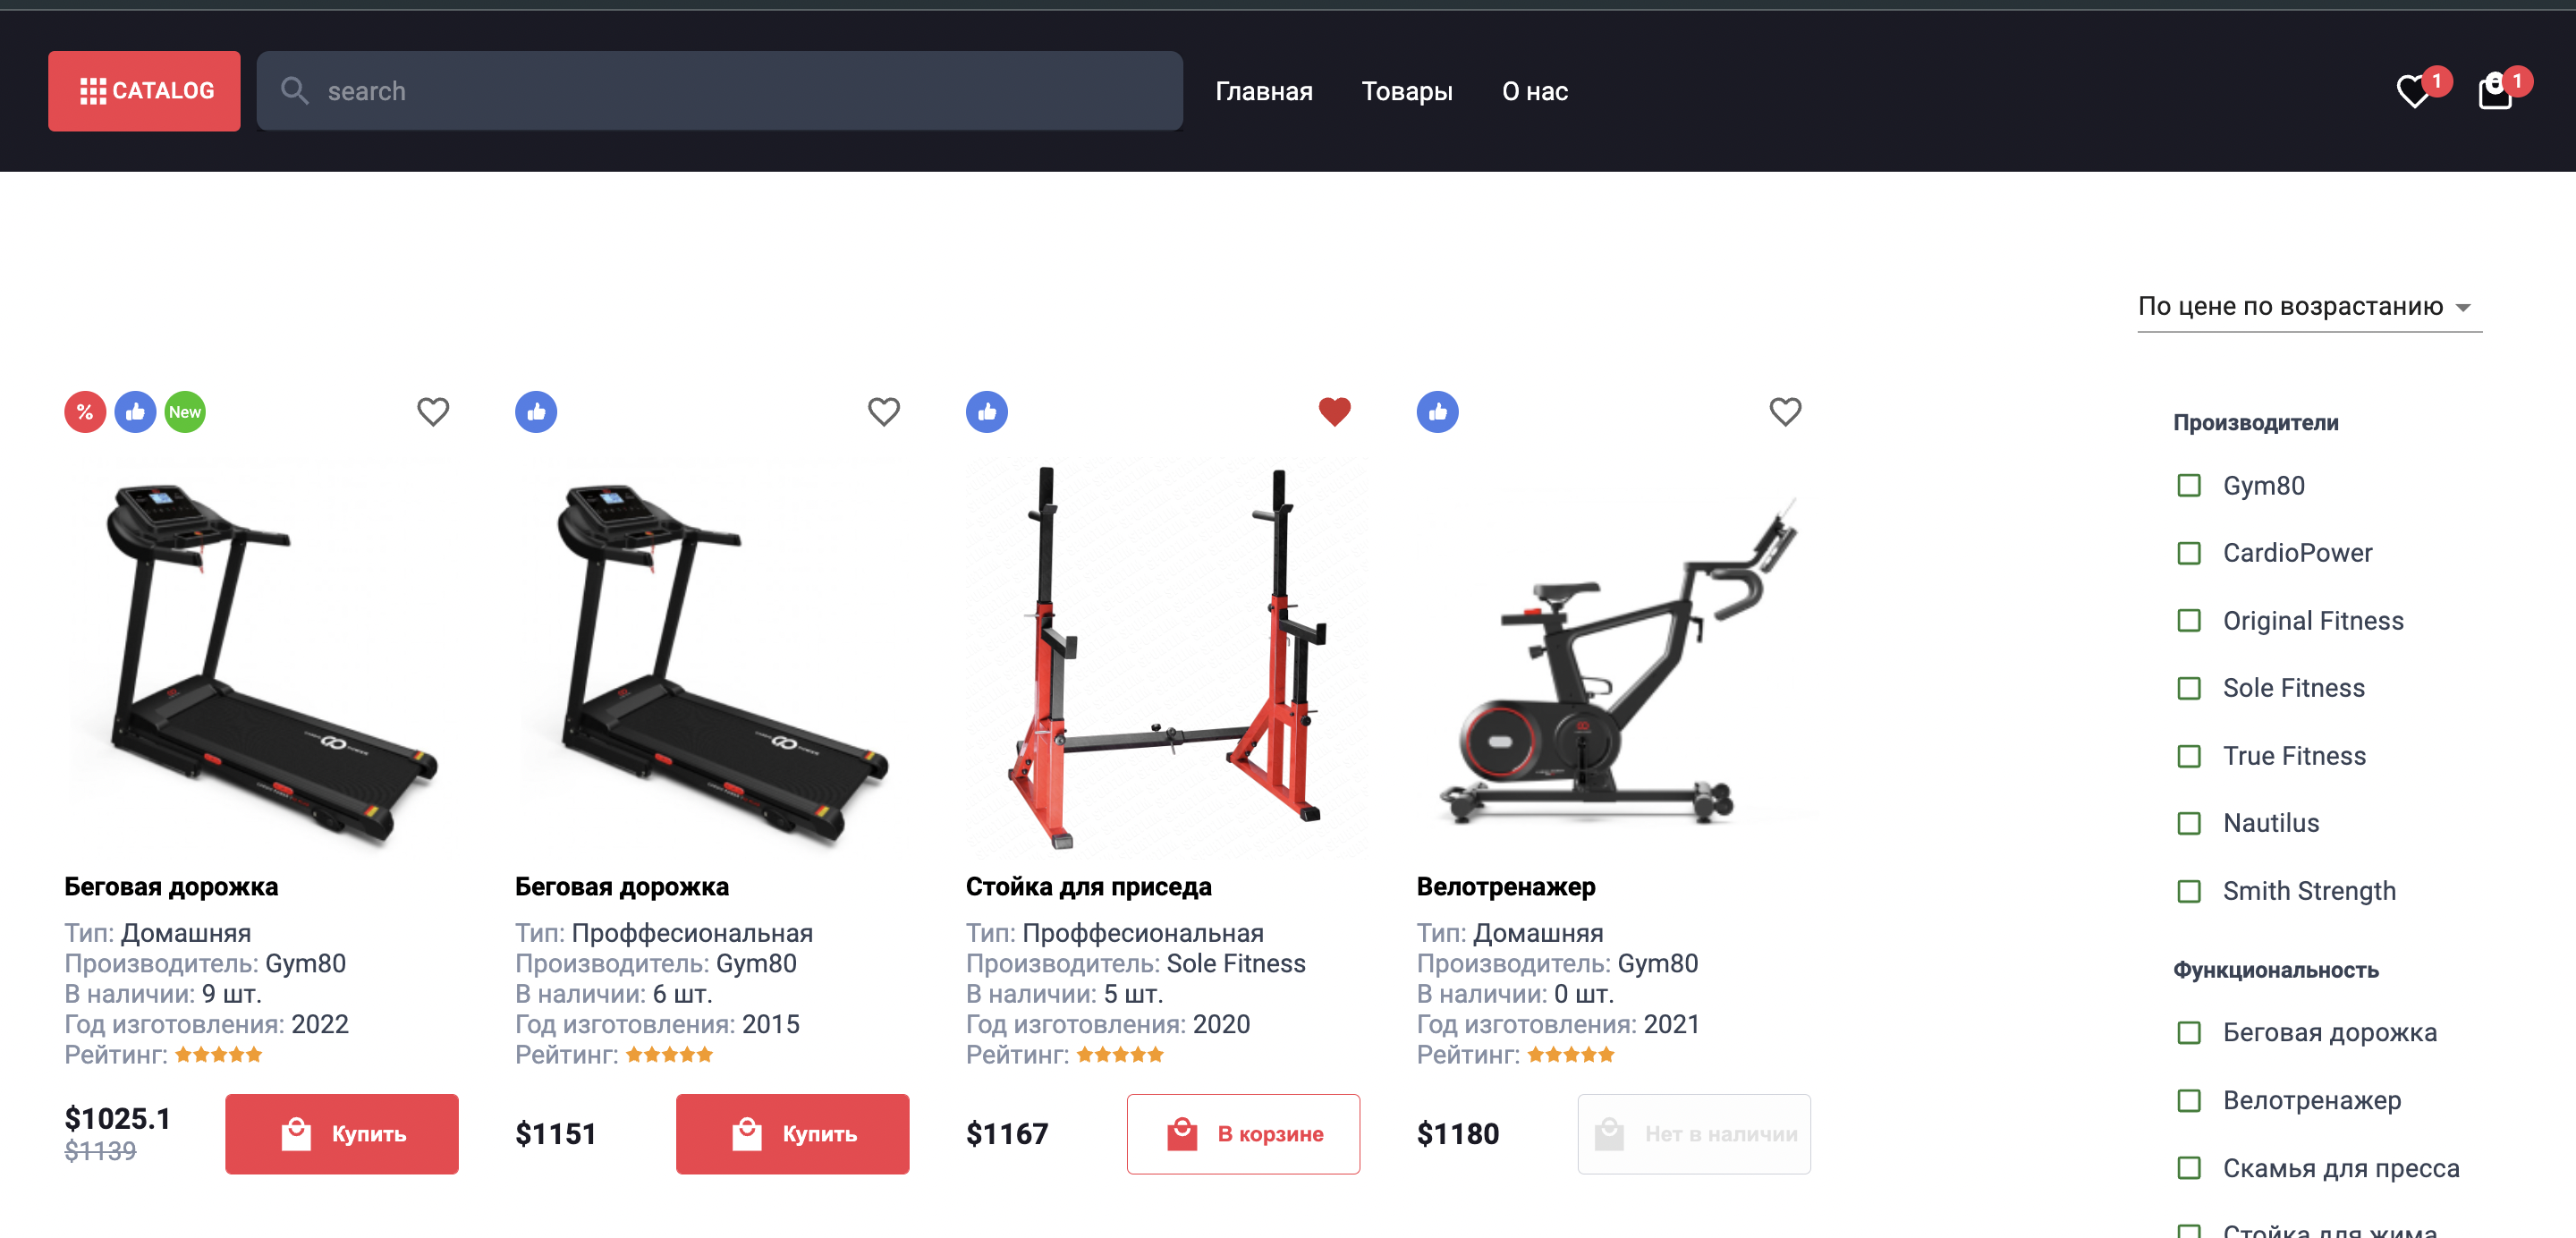 CATALOG
search
Главная
Товары
О нас
1
1
По цене по возрастанию
%
New
Беговая дорожка
Тип: Домашняя
Производитель: Gym80
В наличии: 9 шт.
Год изготовления: 2022
Рейтинг:
$1025.1
$1139
Купить
Беговая дорожка
Тип: Проффесиональная
Производитель: Gym80
В наличии: 6 шт.
Год изготовления: 2015
Рейтинг:
$1151
Купить
Стойка для приседа
Тип: Проффесиональная
Производитель: Sole Fitness
В наличии: 5 шт.
Год изготовления: 2020
Рейтинг:
$1167
В корзине
Велотренажер
Тип: Домашняя
Производитель: Gym80
В наличии: 0 шт.
Год изготовления: 2021
Рейтинг:
$1180
Нет в наличии
Производители
Gym80
CardioPower
Original Fitness
Sole Fitness
True Fitness
Nautilus
Smith Strength
Функциональность
Беговая дорожка
Велотренажер
Скамья для пресса
Стойка для жима